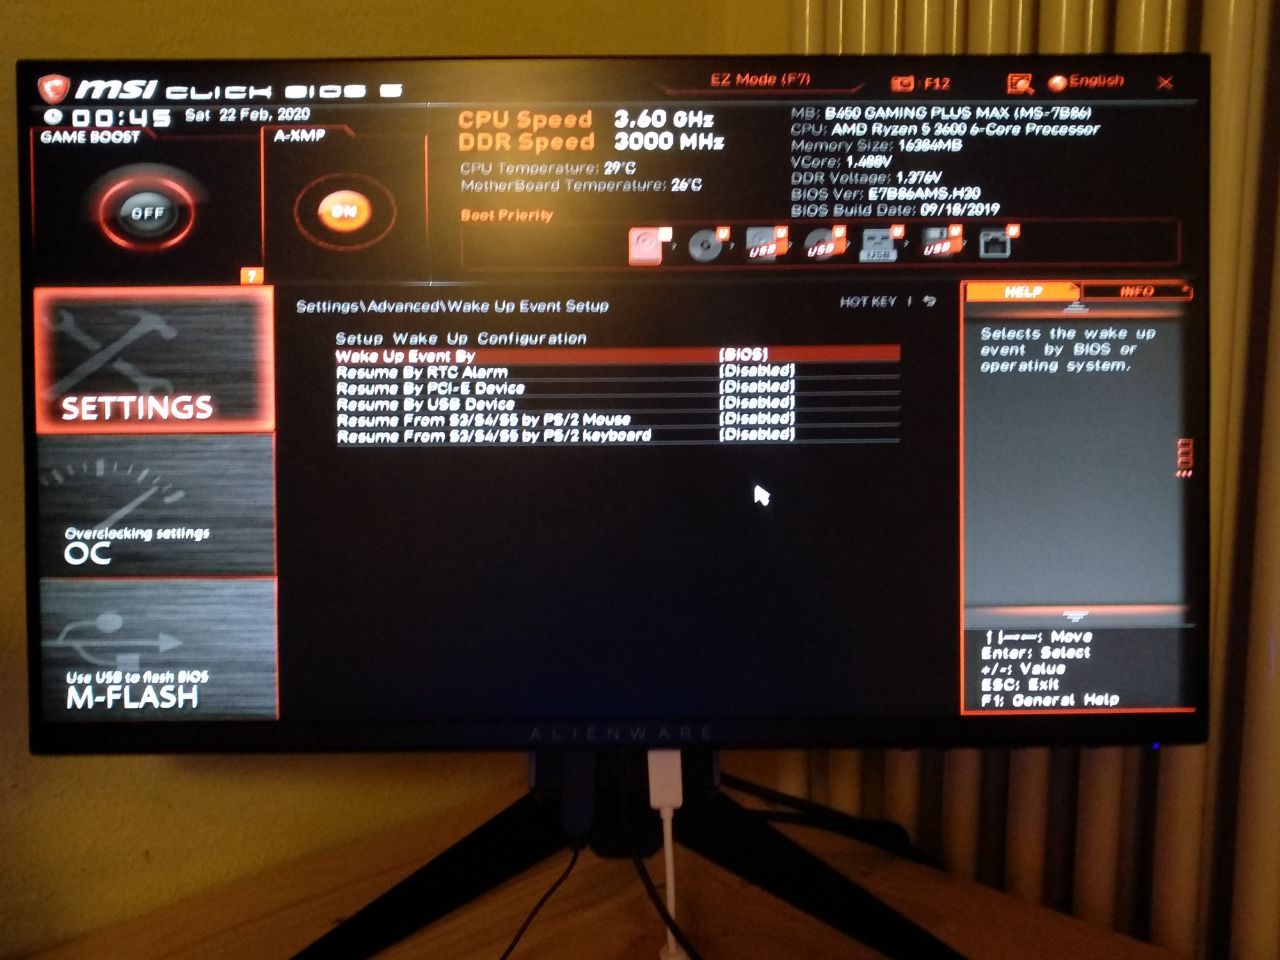 msi CLICK BIOS 5
EZ Mode (F7)
F12
English
X
00:45 Sat 22 Feb, 2020
GAME BOOST
OFF
A-XMP
ON
CPU Speed 3.60 GHz
DDR Speed 3000 MHz
CPU Temperature: 29°C
MotherBoard Temperature: 26°C
MB: B450 GAMING PLUS MAX (MS-7B86)
CPU: AMD Ryzen 5 3600 6-Core Processor
Memory Size: 16384MB
VCore: 1.488V
DDR Voltage: 1.376V
BIOS Ver: E7B86AMS.H30
BIOS Build Date: 09/18/2019
Boot Priority
USB USB USB USB
7
SETTINGS
Overclocking settings
OC
Use USB to flash BIOS
M-FLASH
Settings\Advanced\Wake Up Event Setup
HOT KEY |
Setup Wake Up Configuration
Wake Up Event By [BIOS]
Resume By RTC Alarm [Disabled]
Resume By PCI-E Device [Disabled]
Resume By USB Device [Disabled]
Resume From S3/S4/S5 by PS/2 Mouse [Disabled]
Resume From S3/S4/S5 by PS/2 keyboard [Disabled]
HELP
INFO
Selects the wake up
event by BIOS or
operating system.
↑↓→←: Move
Enter: Select
+/-: Value
ESC: Exit
F1: General Help
ALIENWARE